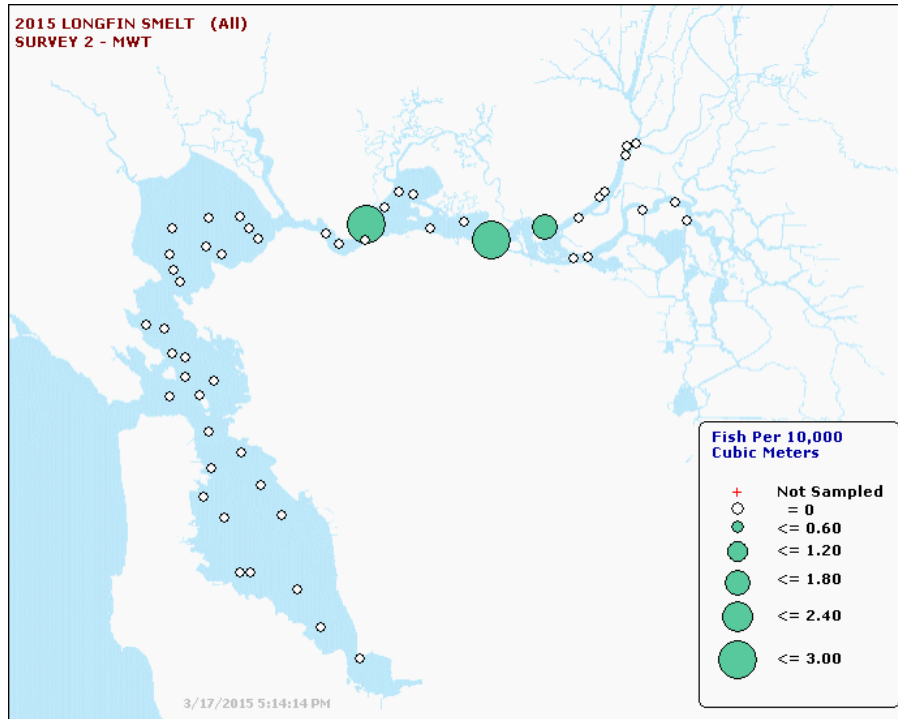 2015 LONGFIN SMELT (All)
SURVEY 2 - MWT
Fish Per 10,000
Cubic Meters
Not Sampled
= 0
<= 0.60
<= 1.20
<= 1.80
<= 2.40
<= 3.00
3/17/2015 5:14:14 PM